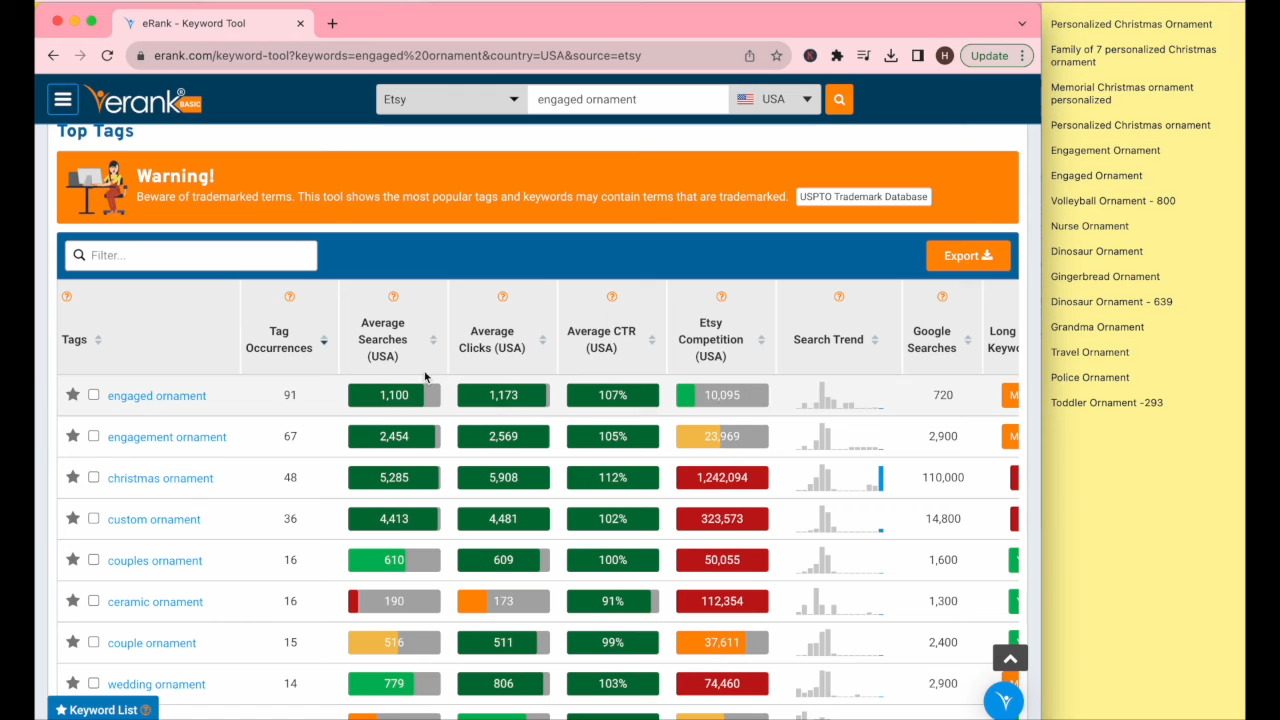 eRank - Keyword Tool
erank.com/keyword-tool?keywords=engaged%20ornament&country=USA&source=etsy
H
Update
erank®
BASIC
Etsy
engaged ornament
USA
Top Tags
Warning!
Beware of trademarked terms. This tool shows the most popular tags and keywords may contain terms that are trademarked. USPTO Trademark Database
Filter...
Export
Tags
Tag Occurrences
Average Searches (USA)
Average Clicks (USA)
Average CTR (USA)
Etsy Competition (USA)
Search Trend
Google Searches
Long
Keywo
engaged ornament 91 1,100 1,173 107% 10,095 720 M
engagement ornament 67 2,454 2,569 105% 23,969 2,900 M
christmas ornament 48 5,285 5,908 112% 1,242,094 110,000
custom ornament 36 4,413 4,481 102% 323,573 14,800
couples ornament 16 610 609 100% 50,055 1,600
ceramic ornament 16 190 173 91% 112,354 1,300
couple ornament 15 516 511 99% 37,611 2,400
wedding ornament 14 779 806 103% 74,460 2,900
Keyword List
Personalized Christmas Ornament
Family of 7 personalized Christmas
ornament
Memorial Christmas ornament
personalized
Personalized Christmas ornament
Engagement Ornament
Engaged Ornament
Volleyball Ornament - 800
Nurse Ornament
Dinosaur Ornament
Gingerbread Ornament
Dinosaur Ornament - 639
Grandma Ornament
Travel Ornament
Police Ornament
Toddler Ornament -293